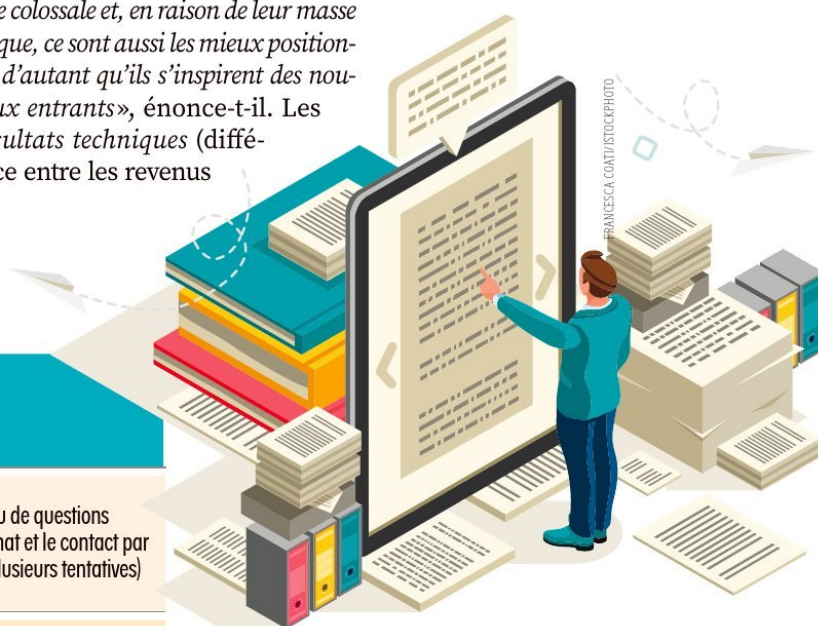 e colossale et, en raison de leur masse
que, ce sont aussi les mieux position-
d'autant qu'ils s'inspirent des nou-
ux entrants», énonce-t-il. Les
sultats techniques (diffé-
ce entre les revenus
FRANCESCA COATI/ISTOCKPHOTO
u de questions
nat et le contact par
lusieurs tentatives)